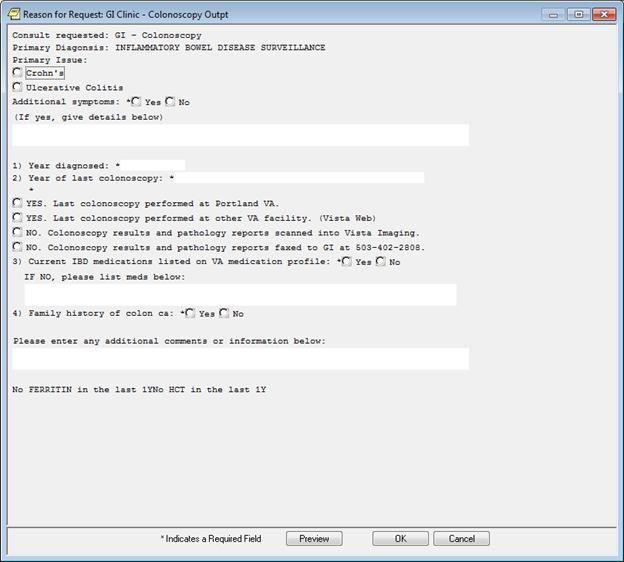 Reason for Request: GI Clinic - Colonoscopy Outpt
Consult requested: GI - Colonoscopy
Primary Diagonsis: INFLAMMATORY BOWEL DISEASE SURVEILLANCE
Primary Issue:
Crohn's
Ulcerative Colitis
Additional symptoms: * Yes No
(If yes, give details below)
1) Year diagnosed: *
2) Year of last colonoscopy: *
*
YES. Last colonoscopy performed at Portland VA.
YES. Last colonoscopy performed at other VA facility. (Vista Web)
NO. Colonoscopy results and pathology reports scanned into Vista Imaging.
NO. Colonoscopy results and pathology reports faxed to GI at 503-402-2808.
3) Current IBD medications listed on VA medication profile: * Yes No
IF NO, please list meds below:
4) Family history of colon ca: * Yes No
Please enter any additional comments or information below:
No FERRITIN in the last 1YNo HCT in the last 1Y
* Indicates a Required Field Preview OK Cancel